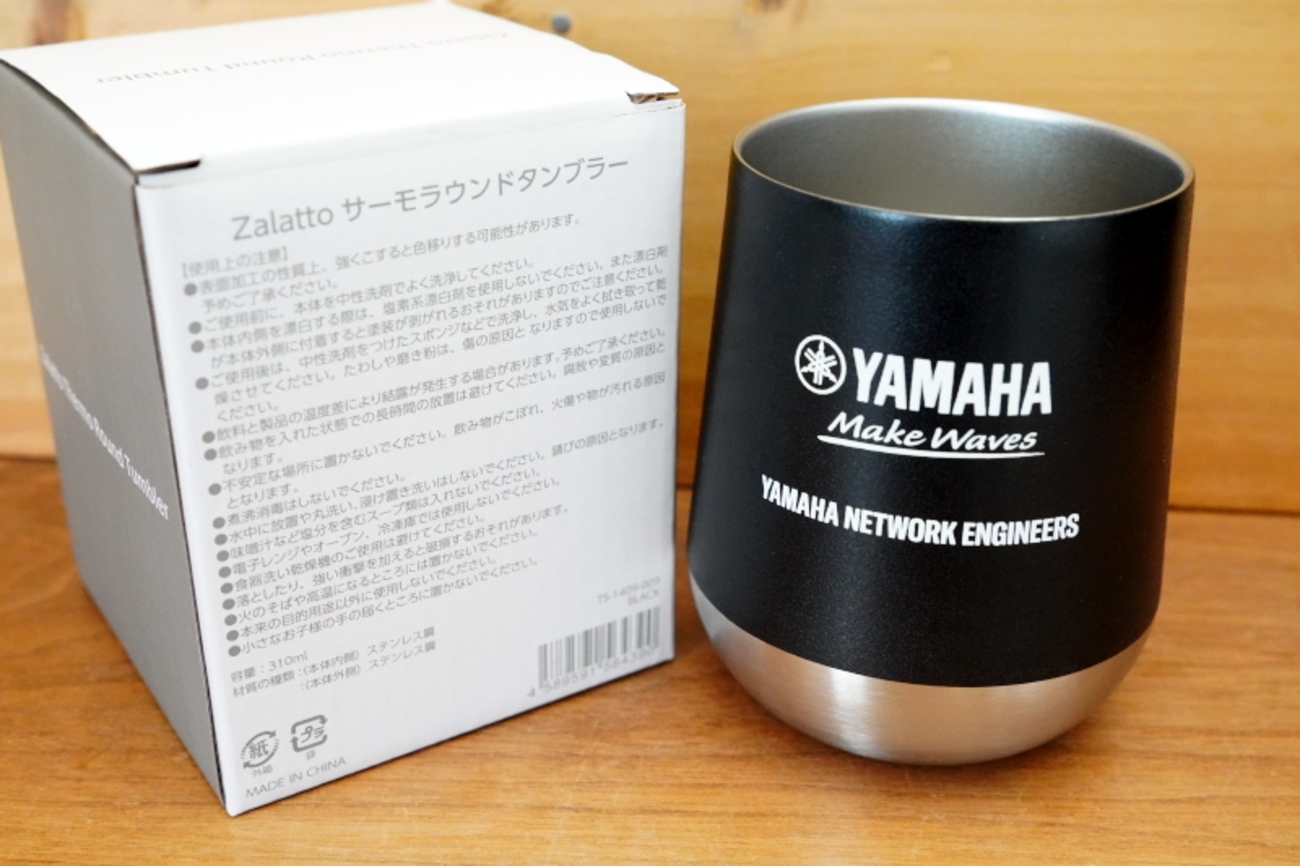 Zalatto Thermo Round Tumbler
Zalatto サーモラウンドタンブラー
【使用上の注意】
●表面加工の性質上、強くこすると色移りする可能性があります。
予めご了承ください。
●ご使用前に、本体を中性洗剤でよく洗浄してください。
●本体内側を漂白する際は、塩素系漂白剤を使用しないでください。また漂白剤
が本体外側に付着すると塗装が剥がれるおそれがありますのでご注意ください。
●ご使用後は、中性洗剤をつけたスポンジなどで洗浄し、水気をよく拭き取って乾
燥させてください。たわしや磨き粉は、傷の原因と なりますので使用しないで
ください。
●飲料と製品の温度差により結露が発生する場合があります。予めご了承ください。
●飲み物を入れた状態での長時間の放置は避けてください。腐敗や変質の原因と
なります。
●不安定な場所に置かないでください。飲み物がこぼれ、火傷や物が汚れる原因
となります。
●煮沸消毒はしないでください。
●水中に放置や丸洗い、浸け置き洗いはしないでください。錆びの原因となります。
●味噌汁など塩分を含むスープ類は入れないでください。
●電子レンジやオーブン、冷凍庫では使用しないでください。
●食器洗い乾燥機のご使用は避けてください。
●落としたり、強い衝撃を加えると破損するおそれがあります。
●火のそばや高温になるところには置かないでください。
●本来の目的用途以外に使用しないでください。
●小さなお子様の手の届くところに置かないでください。
容量：310ml
材質の種類：(本体内側) ステンレス鋼
：(本体外側) ステンレス鋼
TS-1409-009
BLACK
4 589591 564390
紙
外箱
プラ
袋
MADE IN CHINA
Zalatto Thermo Round Tumbler
YAMAHA
Make Waves
YAMAHA NETWORK ENGINEERS